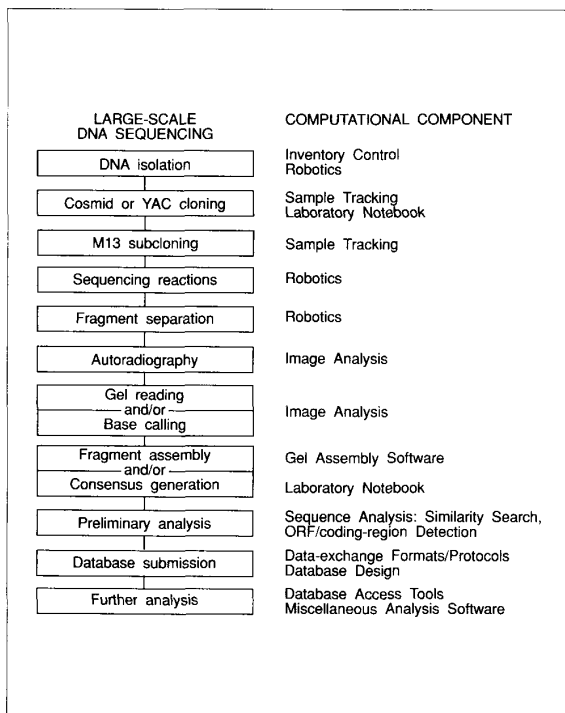 LARGE-SCALE
DNA SEQUENCING
COMPUTATIONAL COMPONENT
DNA isolation
Inventory Control
Robotics
Cosmid or YAC cloning
Sample Tracking
Laboratory Notebook
M13 subcloning
Sample Tracking
Sequencing reactions
Robotics
Fragment separation
Robotics
Autoradiography
Image Analysis
Gel reading
and/or
Base calling
Image Analysis
Fragment assembly
and/or
Consensus generation
Gel Assembly Software
Laboratory Notebook
Preliminary analysis
Sequence Analysis: Similarity Search,
ORF/coding-region Detection
Database submission
Data-exchange Formats/Protocols
Database Design
Further analysis
Database Access Tools
Miscellaneous Analysis Software